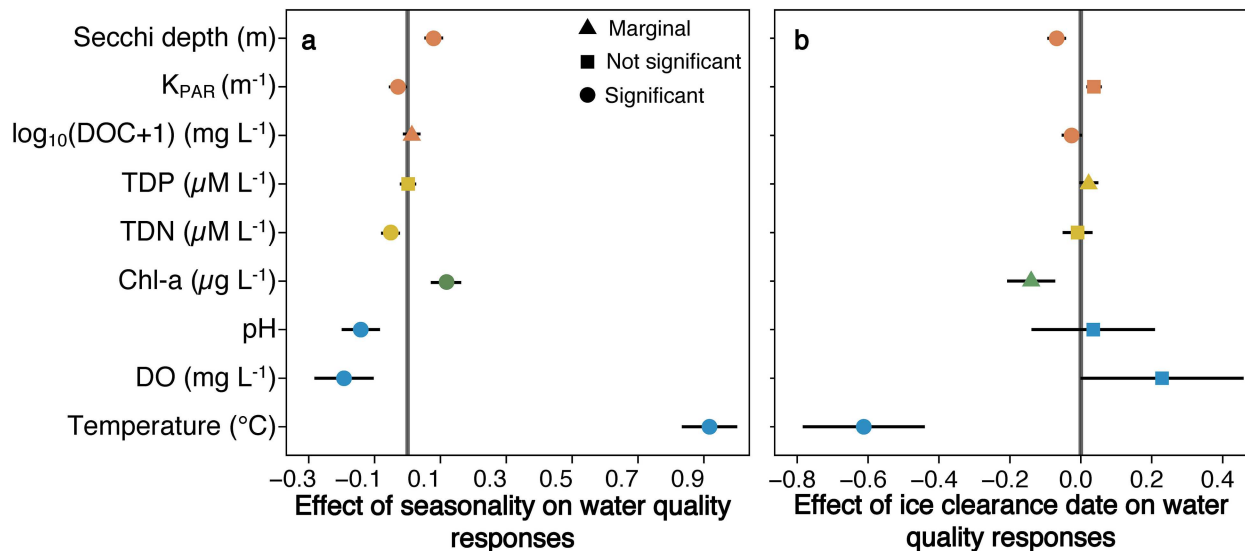 a
Marginal
Not significant
Significant
b
Secchi depth (m)
K_PAR (m⁻¹)
log₁₀(DOC+1) (mg L⁻¹)
TDP (µM L⁻¹)
TDN (µM L⁻¹)
Chl-a (µg L⁻¹)
pH
DO (mg L⁻¹)
Temperature (°C)
−0.3 −0.1 0.1 0.3 0.5 0.7 0.9
Effect of seasonality on water quality
responses
−0.8 −0.6 −0.4 −0.2 0.0 0.2 0.4
Effect of ice clearance date on water
quality responses